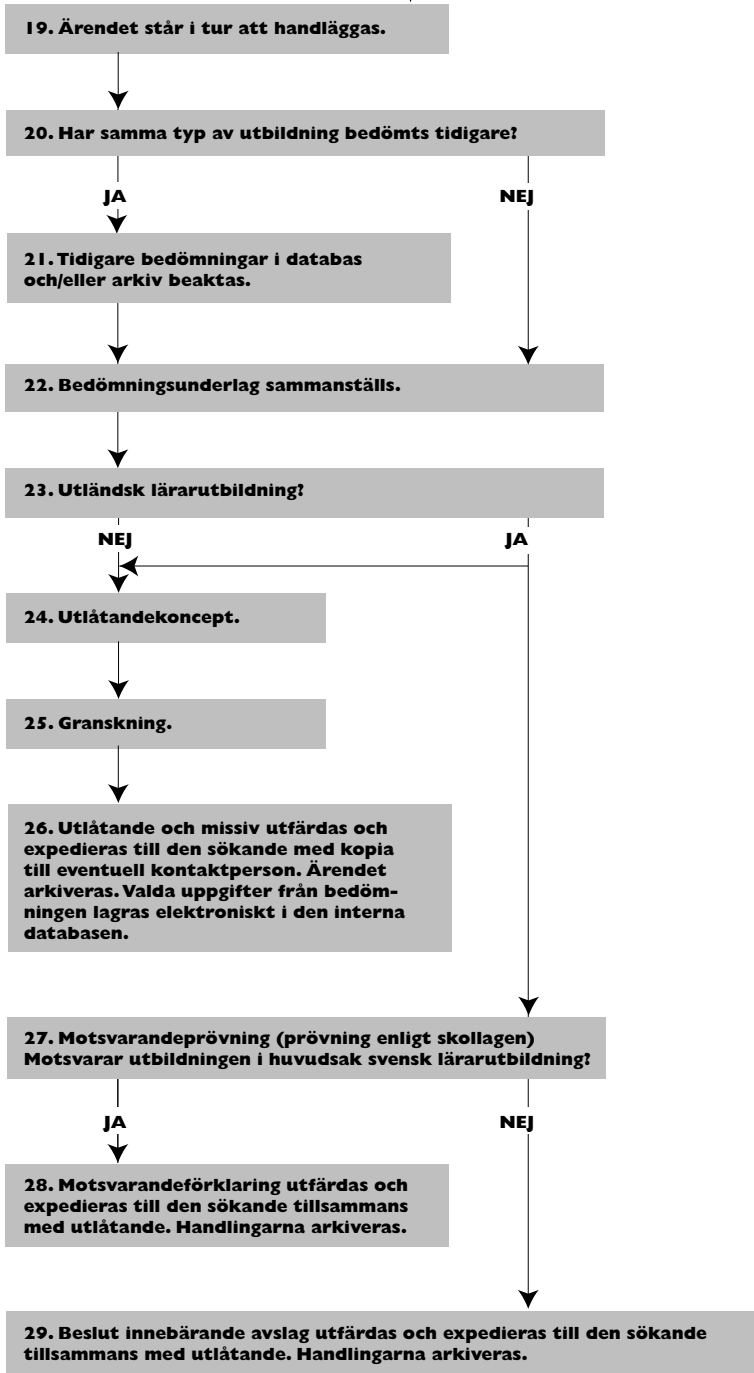 19. Ärendet står i tur att handläggas.
20. Har samma typ av utbildning bedömts tidigare?
JA
NEJ
21. Tidigare bedömningar i databas
och/eller arkiv beaktas.
22. Bedömningsunderlag sammanställs.
23. Utländsk lärarutbildning?
NEJ
JA
24. Utlåtandekoncept.
25. Granskning.
26. Utlåtande och missiv utfärdas och
expedieras till den sökande med kopia
till eventuell kontaktperson. Ärendet
arkiveras. Valda uppgifter från bedöm-
ningen lagras elektroniskt i den interna
databasen.
27. Motsvarandeprövning (prövning enligt skollagen)
Motsvarar utbildningen i huvudsak svensk lärarutbildning?
JA
NEJ
28. Motsvarandeförklaring utfärdas och
expedieras till den sökande tillsammans
med utlåtande. Handlingarna arkiveras.
29. Beslut innebärande avslag utfärdas och expedieras till den sökande
tillsammans med utlåtande. Handlingarna arkiveras.